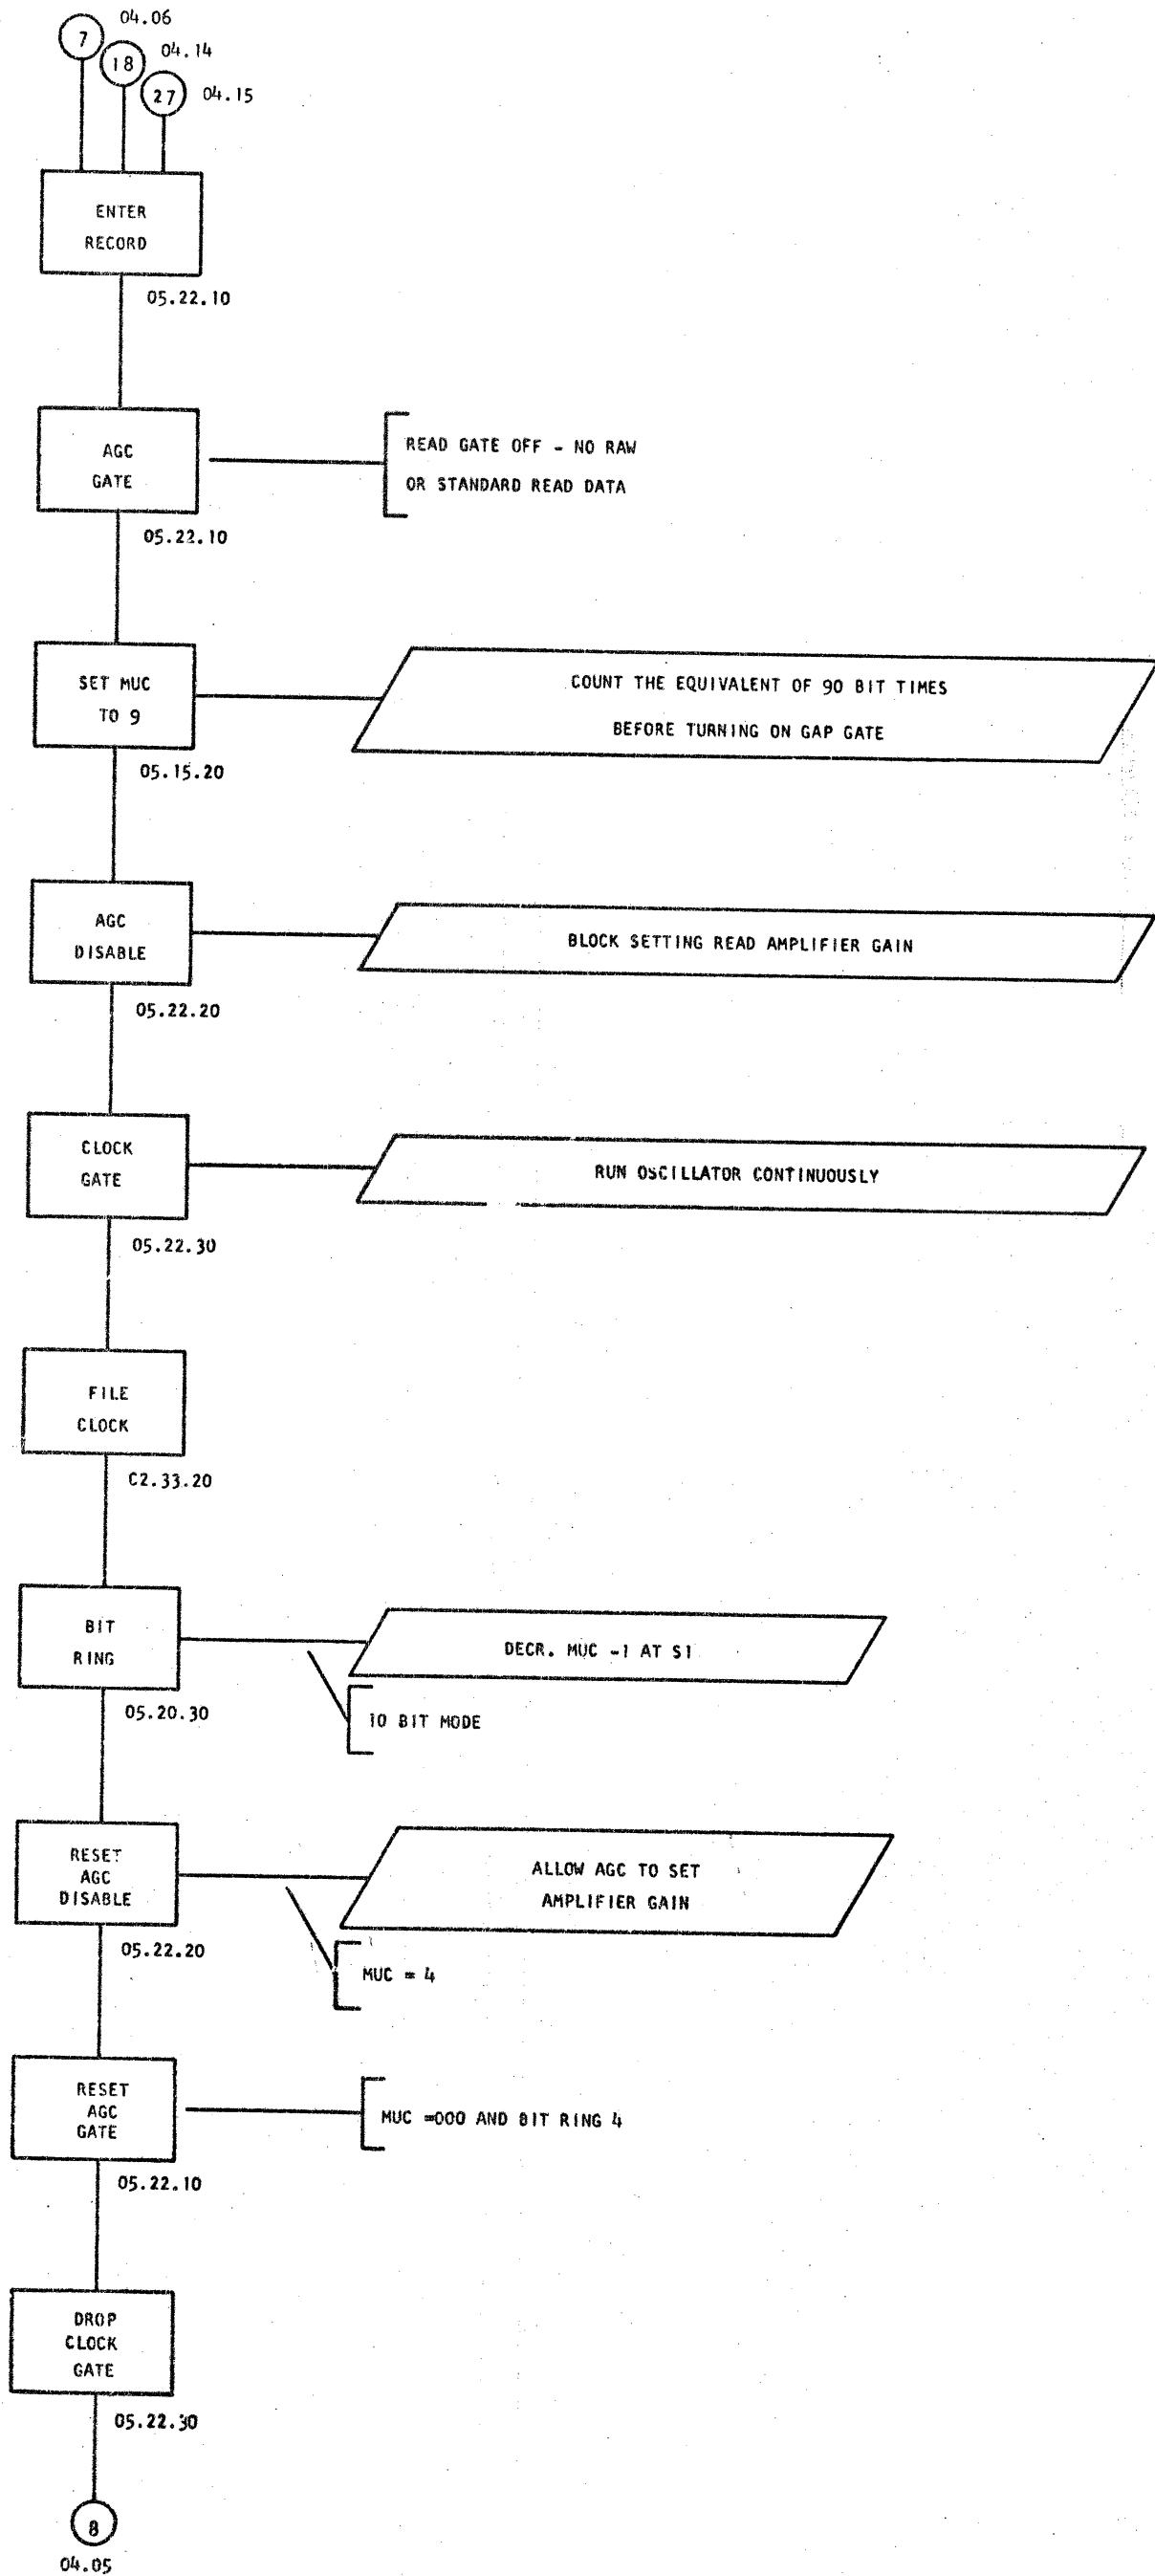 04.06
7
04.14
18
27 04.15
ENTER
RECORD
05.22.10
AGC
GATE
READ GATE OFF - NO RAW
OR STANDARD READ DATA
05.22.10
SET MUC
TO 9
COUNT THE EQUIVALENT OF 90 BIT TIMES
BEFORE TURNING ON GAP GATE
05.15.20
AGC
DISABLE
BLOCK SETTING READ AMPLIFIER GAIN
05.22.20
CLOCK
GATE
RUN OSCILLATOR CONTINUOUSLY
05.22.30
FILE
CLOCK
C2.33.20
BIT
RING
DECR. MUC -1 AT S1
05.20.30
10 BIT MODE
RESET
AGC
DISABLE
ALLOW AGC TO SET
AMPLIFIER GAIN
05.22.20
MUC = 4
RESET
AGC
GATE
MUC =000 AND BIT RING 4
05.22.10
DROP
CLOCK
GATE
05.22.30
8
04.05